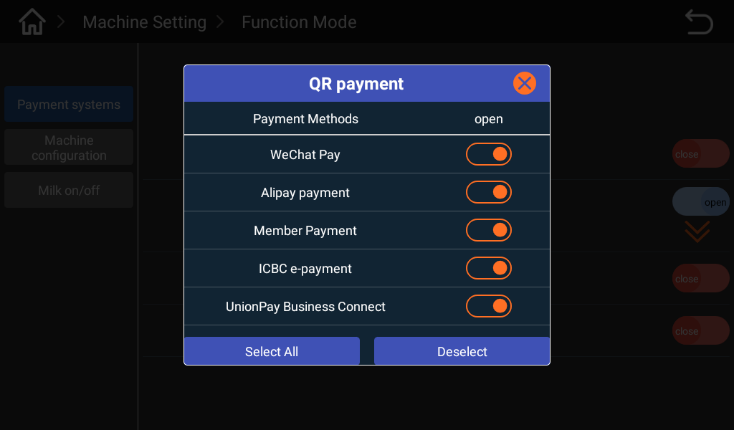 Machine Setting
Function Mode
QR payment
Payment Methods
open
WeChat Pay
Alipay payment
Member Payment
ICBC e-payment
UnionPay Business Connect
Select All
Deselect
Payment systems
Machine
configuration
Milk on/off
close
open
close
close